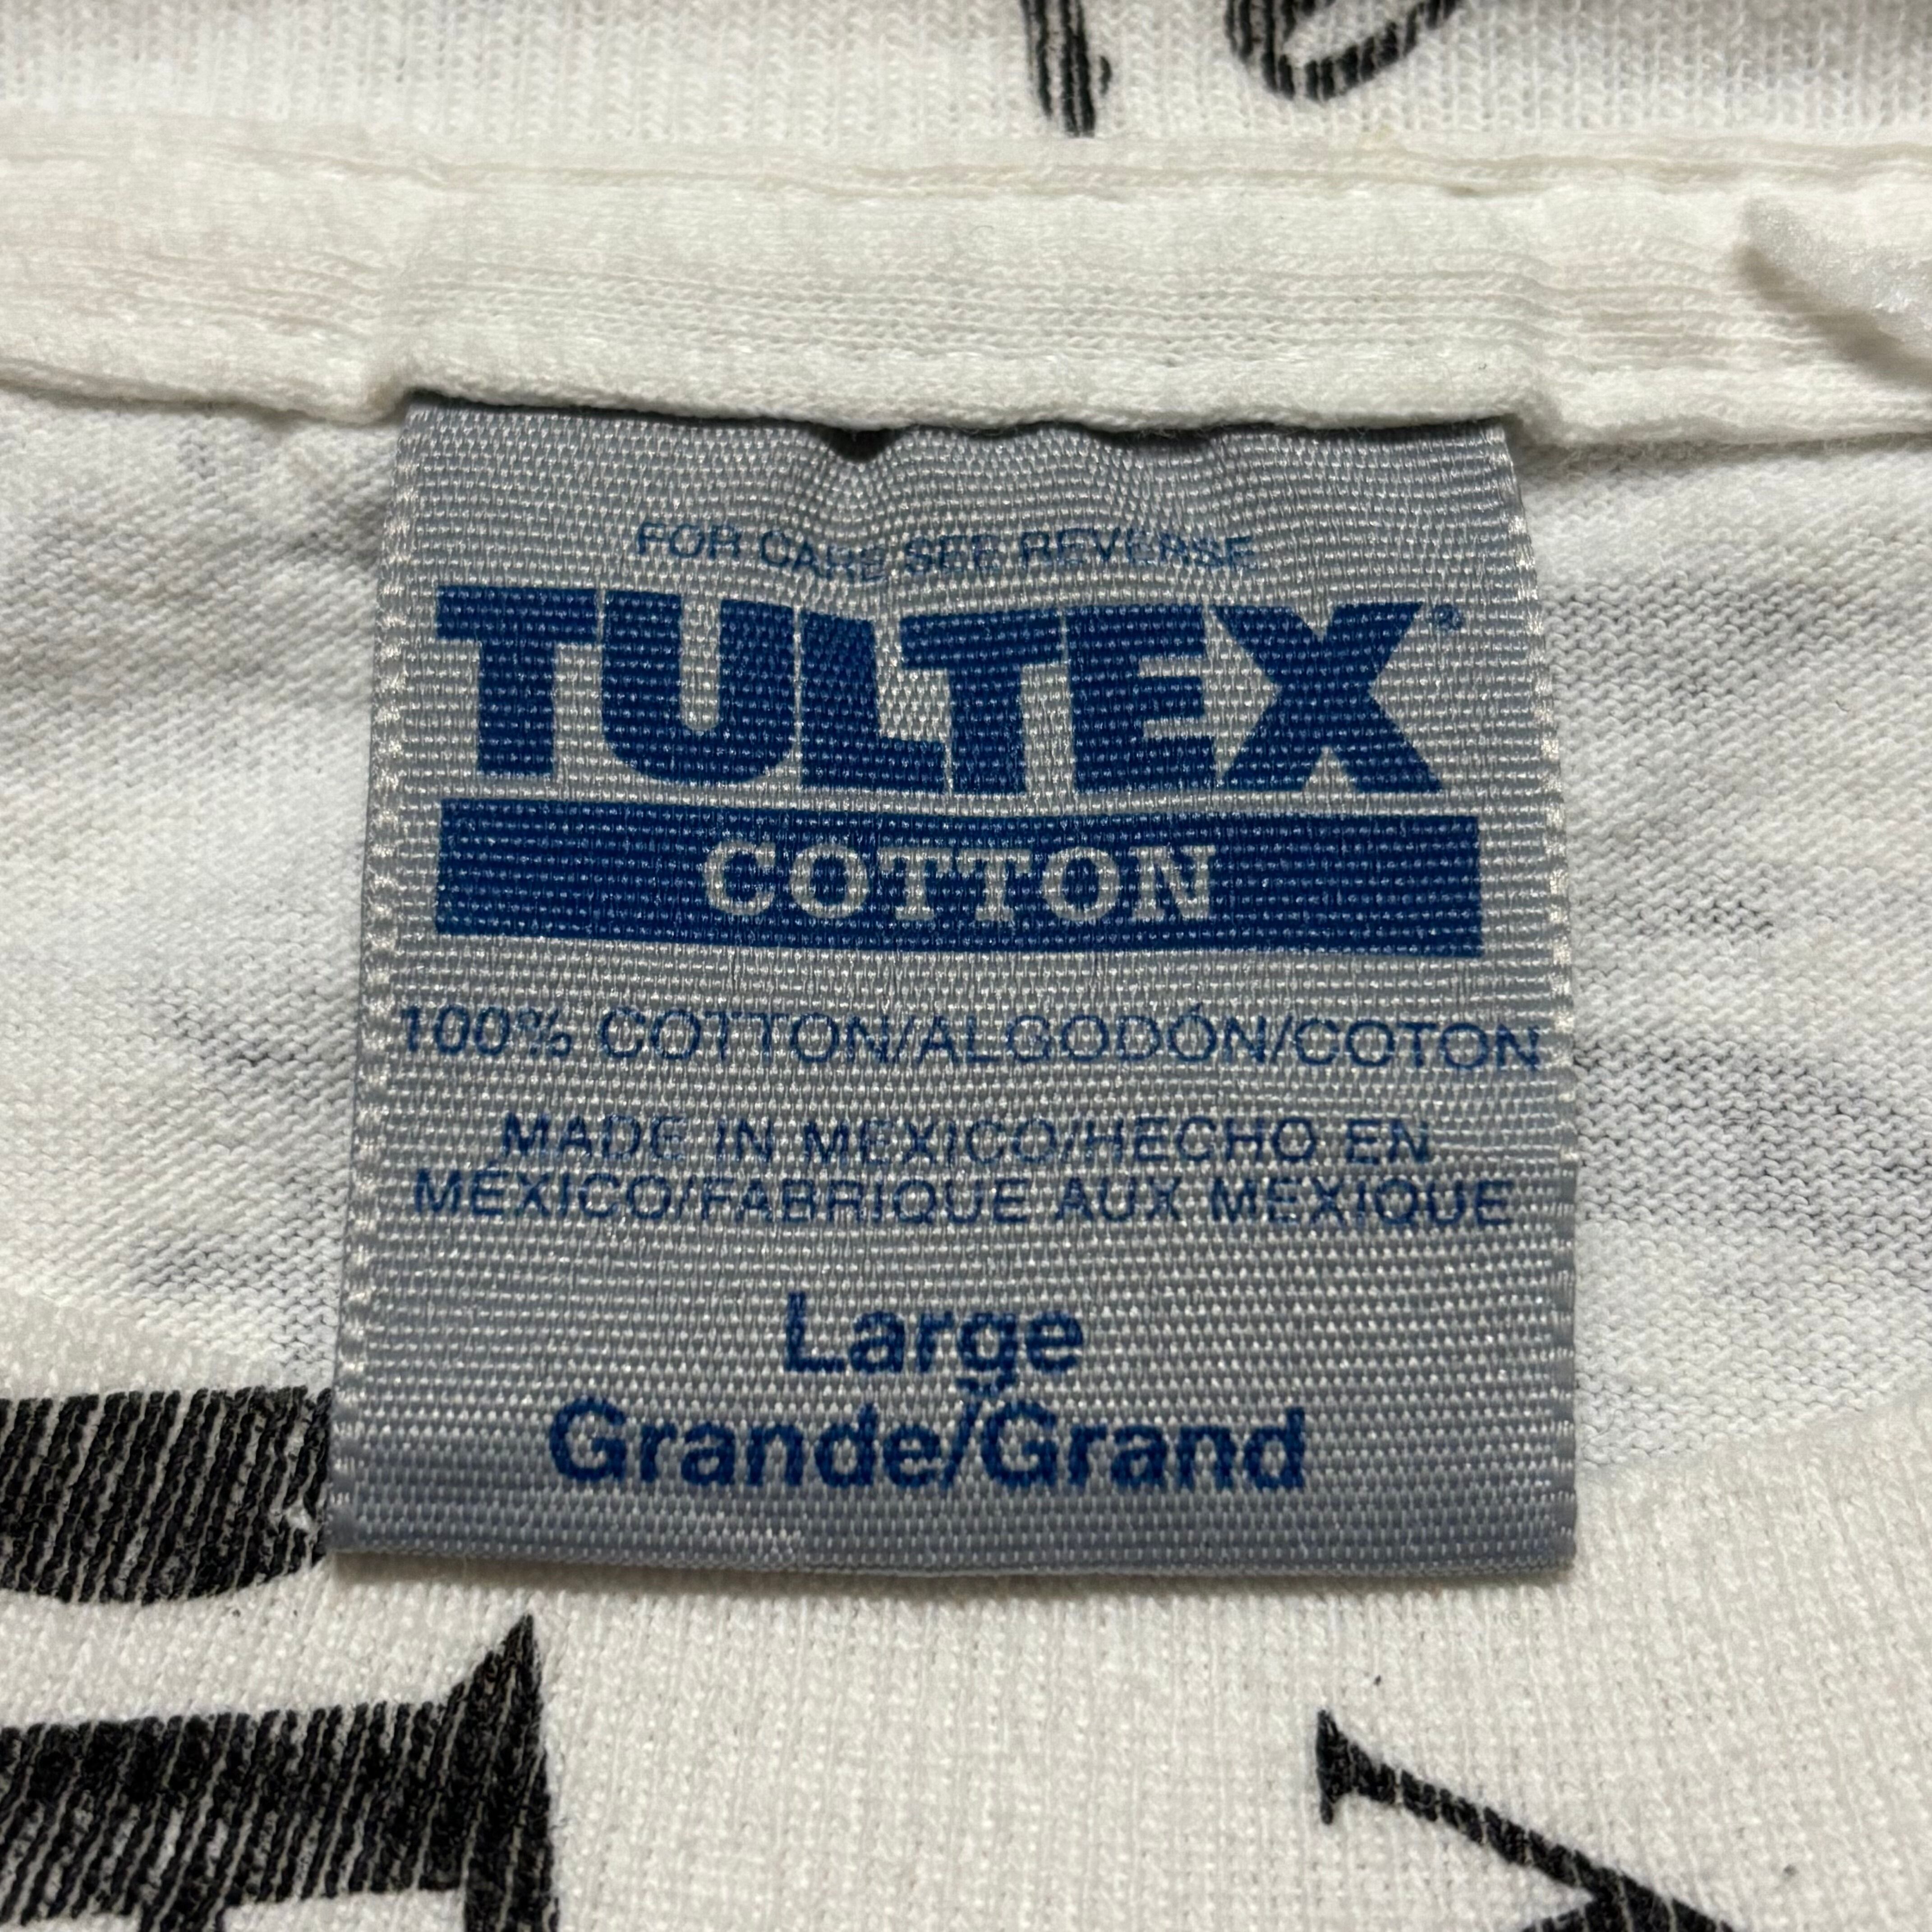 FOR CARE SEE REVERSE
TULTEX®
COTTON
100% COTTON/ALGODÓN/COTON
MADE IN MEXICO/HECHO EN
MÉXICO/FABRIQUE AUX MEXIQUE
Large
Grande/Grand